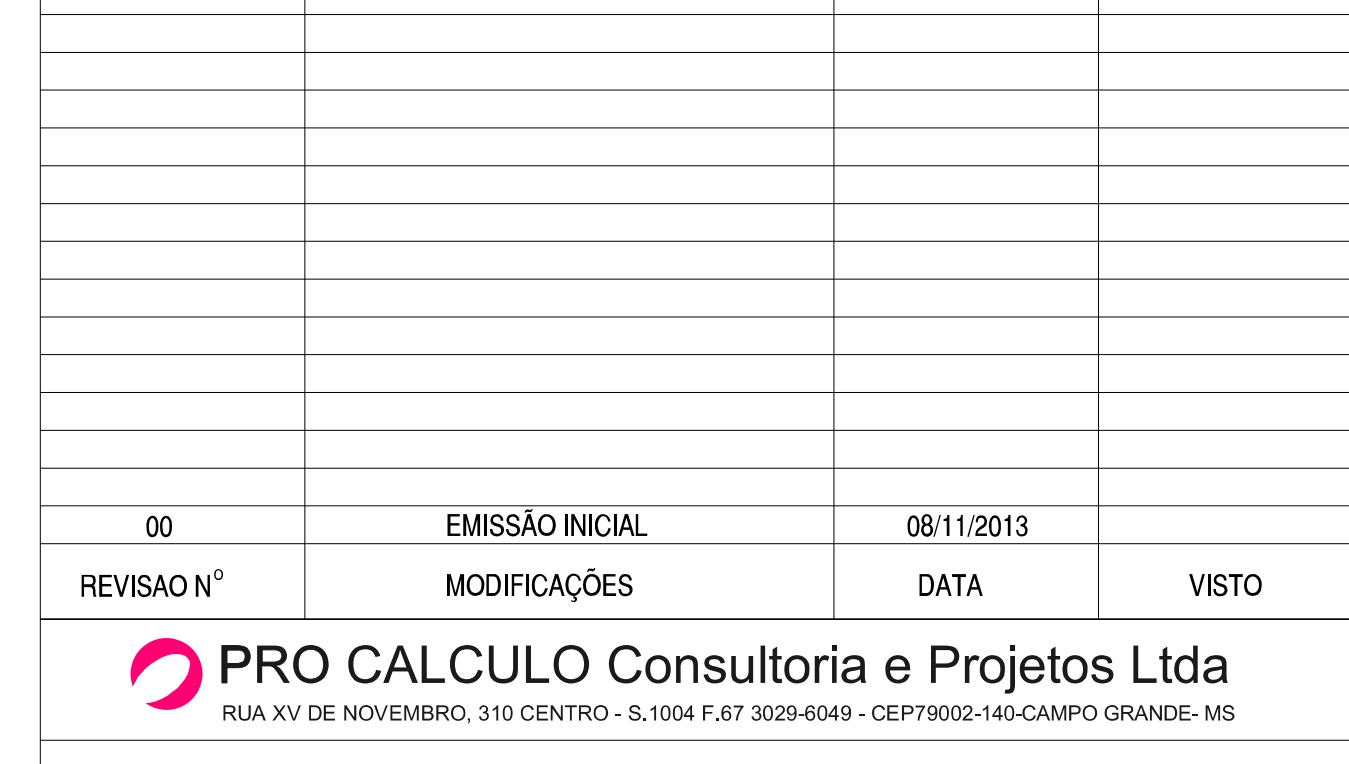 00 EMISSÃO INICIAL 08/11/2013
REVISAO Nº MODIFICAÇÕES DATA VISTO
PRO CALCULO Consultoria e Projetos Ltda
RUA XV DE NOVEMBRO, 310 CENTRO - S.1004 F.67 3029-6049 - CEP79002-140-CAMPO GRANDE- MS